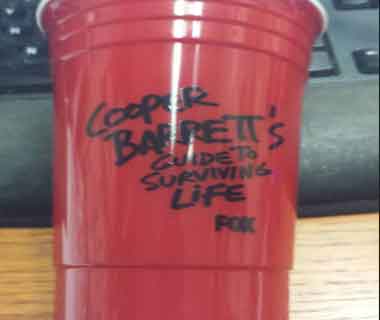 COOPER
BARRETT'S
GUIDE TO
SURVIVING
LIFE
FOX